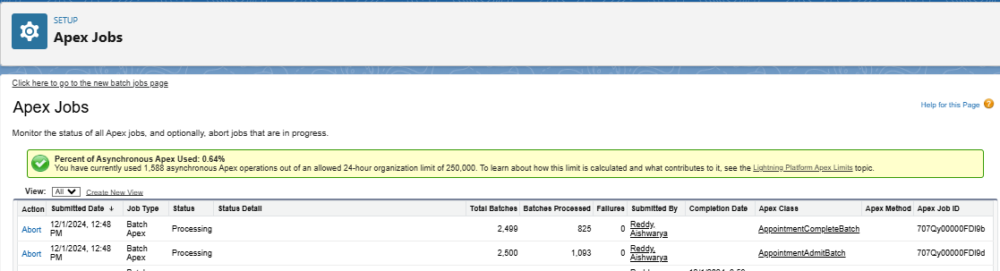 SETUP
Apex Jobs
Click here to go to the new batch jobs page
Apex Jobs
Help for this Page ?
Monitor the status of all Apex jobs, and optionally, abort jobs that are in progress.
Percent of Asynchronous Apex Used: 0.64%
You have currently used 1,588 asynchronous Apex operations out of an allowed 24-hour organization limit of 250,000. To learn about how this limit is calculated and what contributes to it, see the Lightning Platform Apex Limits topic.
View: All Create New View
Action Submitted Date ↓ Job Type Status Status Detail Total Batches Batches Processed Failures Submitted By Completion Date Apex Class Apex Method Apex Job ID
Abort 12/1/2024, 12:48 PM Batch Apex Processing 2,499 825 0 Reddy, Aishwarya AppointmentCompleteBatch 707Qy00000FDl9b
Abort 12/1/2024, 12:48 PM Batch Apex Processing 2,500 1,093 0 Reddy, Aishwarya AppointmentAdmitBatch 707Qy00000FDl9d